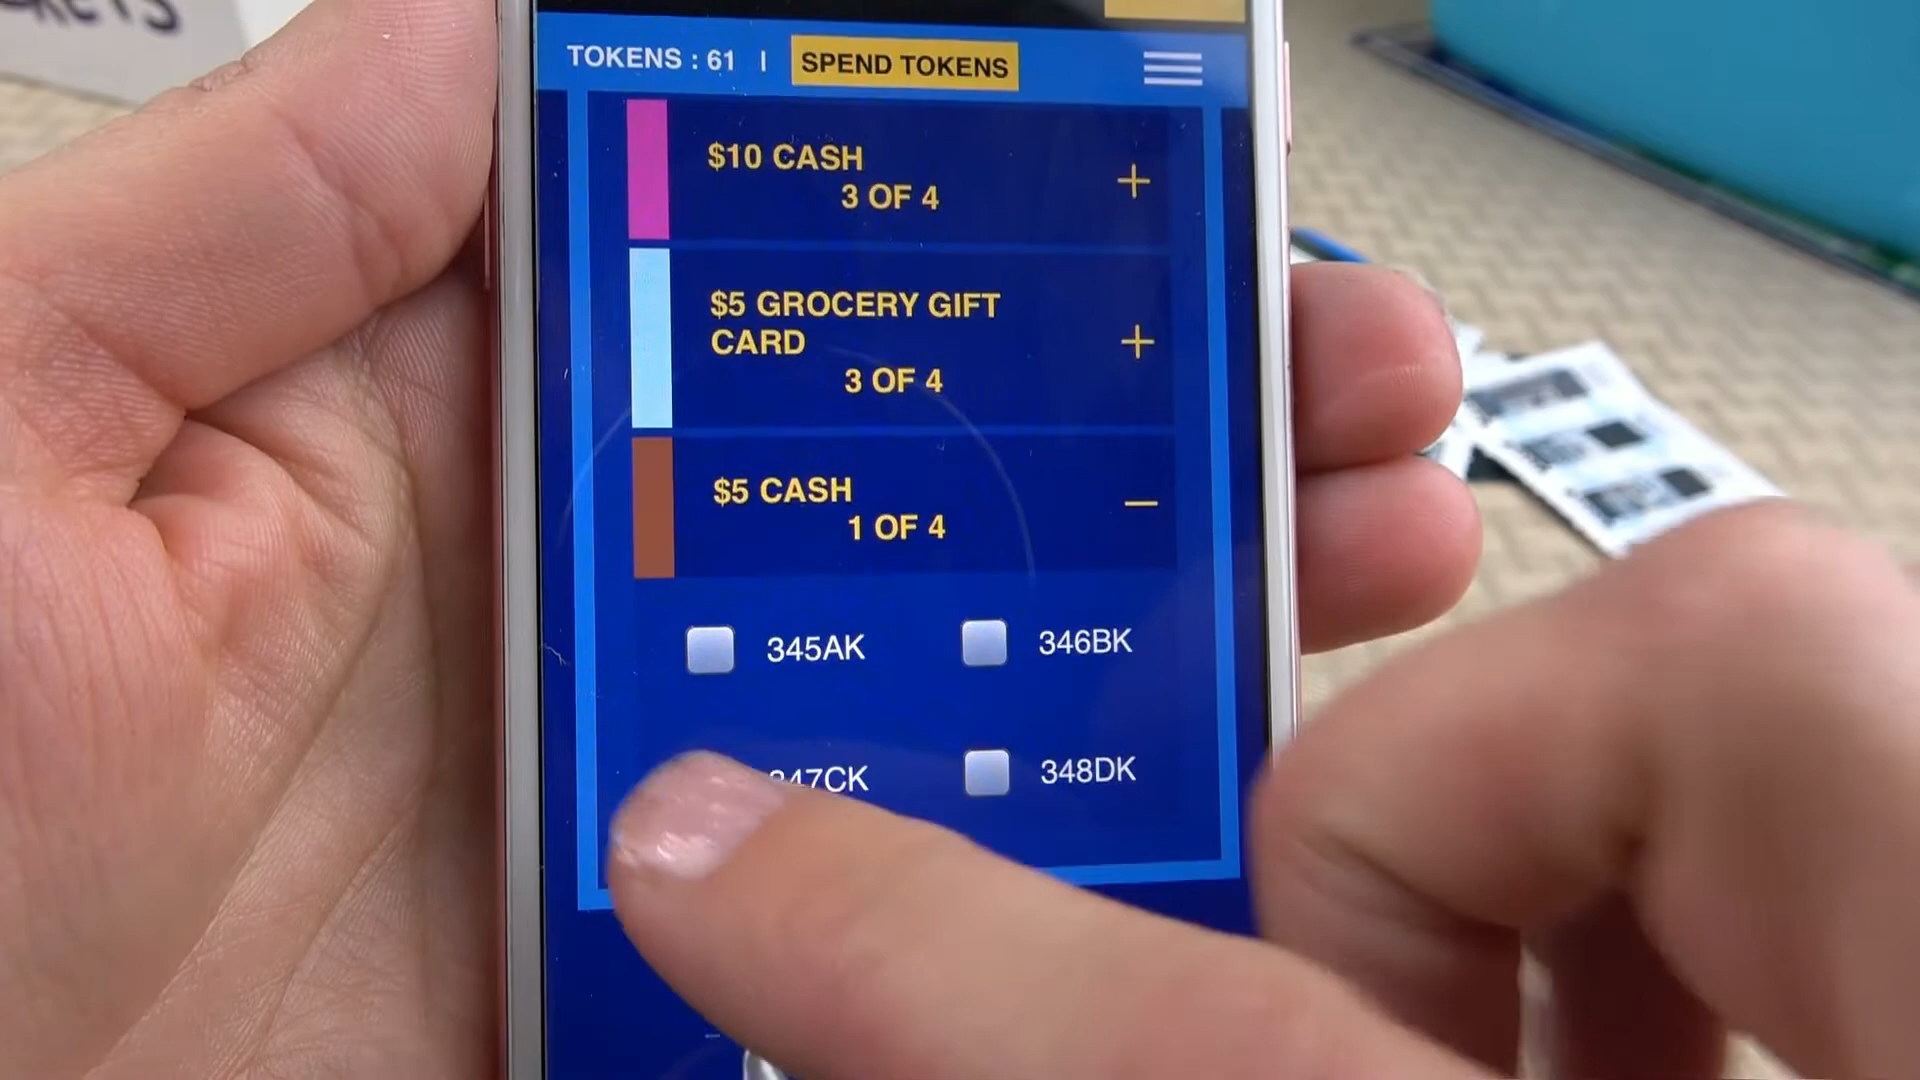 TOKENS : 61 | SPEND TOKENS
$10 CASH
3 OF 4
$5 GROCERY GIFT
CARD
3 OF 4
$5 CASH
1 OF 4
345AK 346BK
347CK 348DK